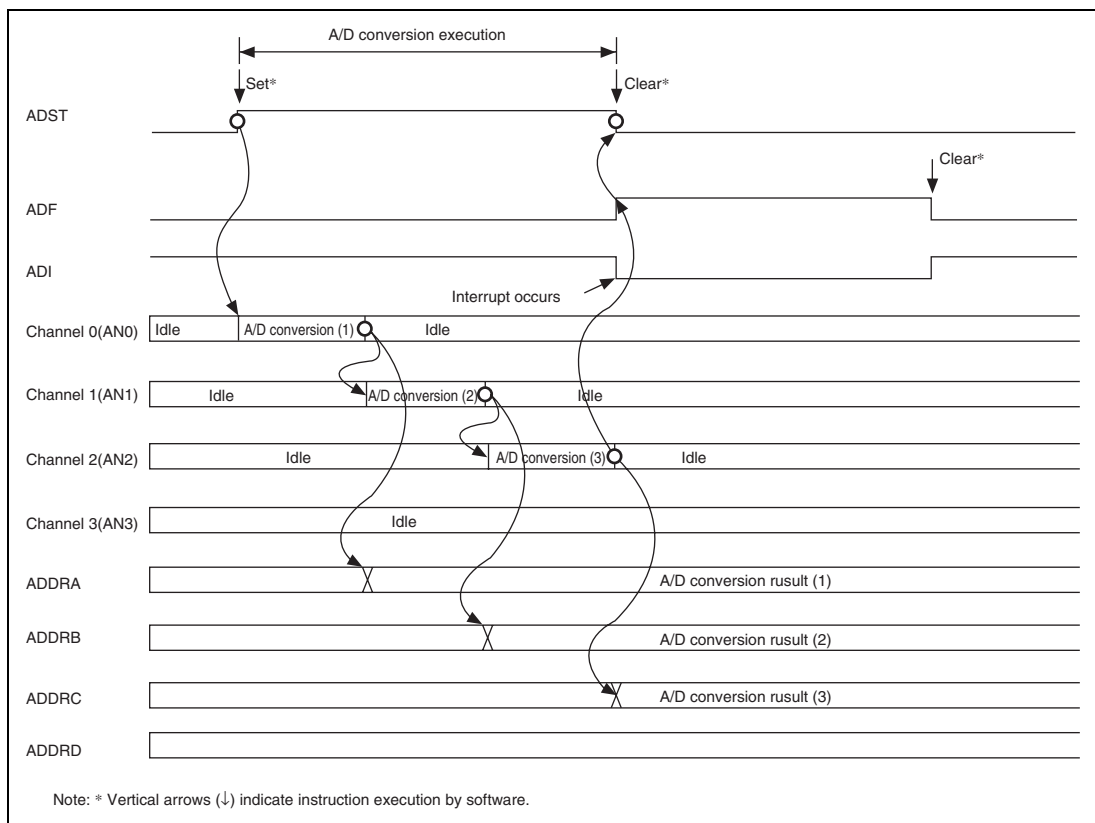 A/D conversion execution
Set*
Clear*
ADST
Clear*
ADF
ADI
Interrupt occurs
Channel 0(AN0)
Idle
A/D conversion (1)
Idle
Channel 1(AN1)
Idle
A/D conversion (2)
Idle
Channel 2(AN2)
Idle
A/D conversion (3)
Idle
Channel 3(AN3)
Idle
ADDRA
A/D conversion rusult (1)
ADDRB
A/D conversion rusult (2)
ADDRC
A/D conversion rusult (3)
ADDRD
Note: * Vertical arrows (↓) indicate instruction execution by software.